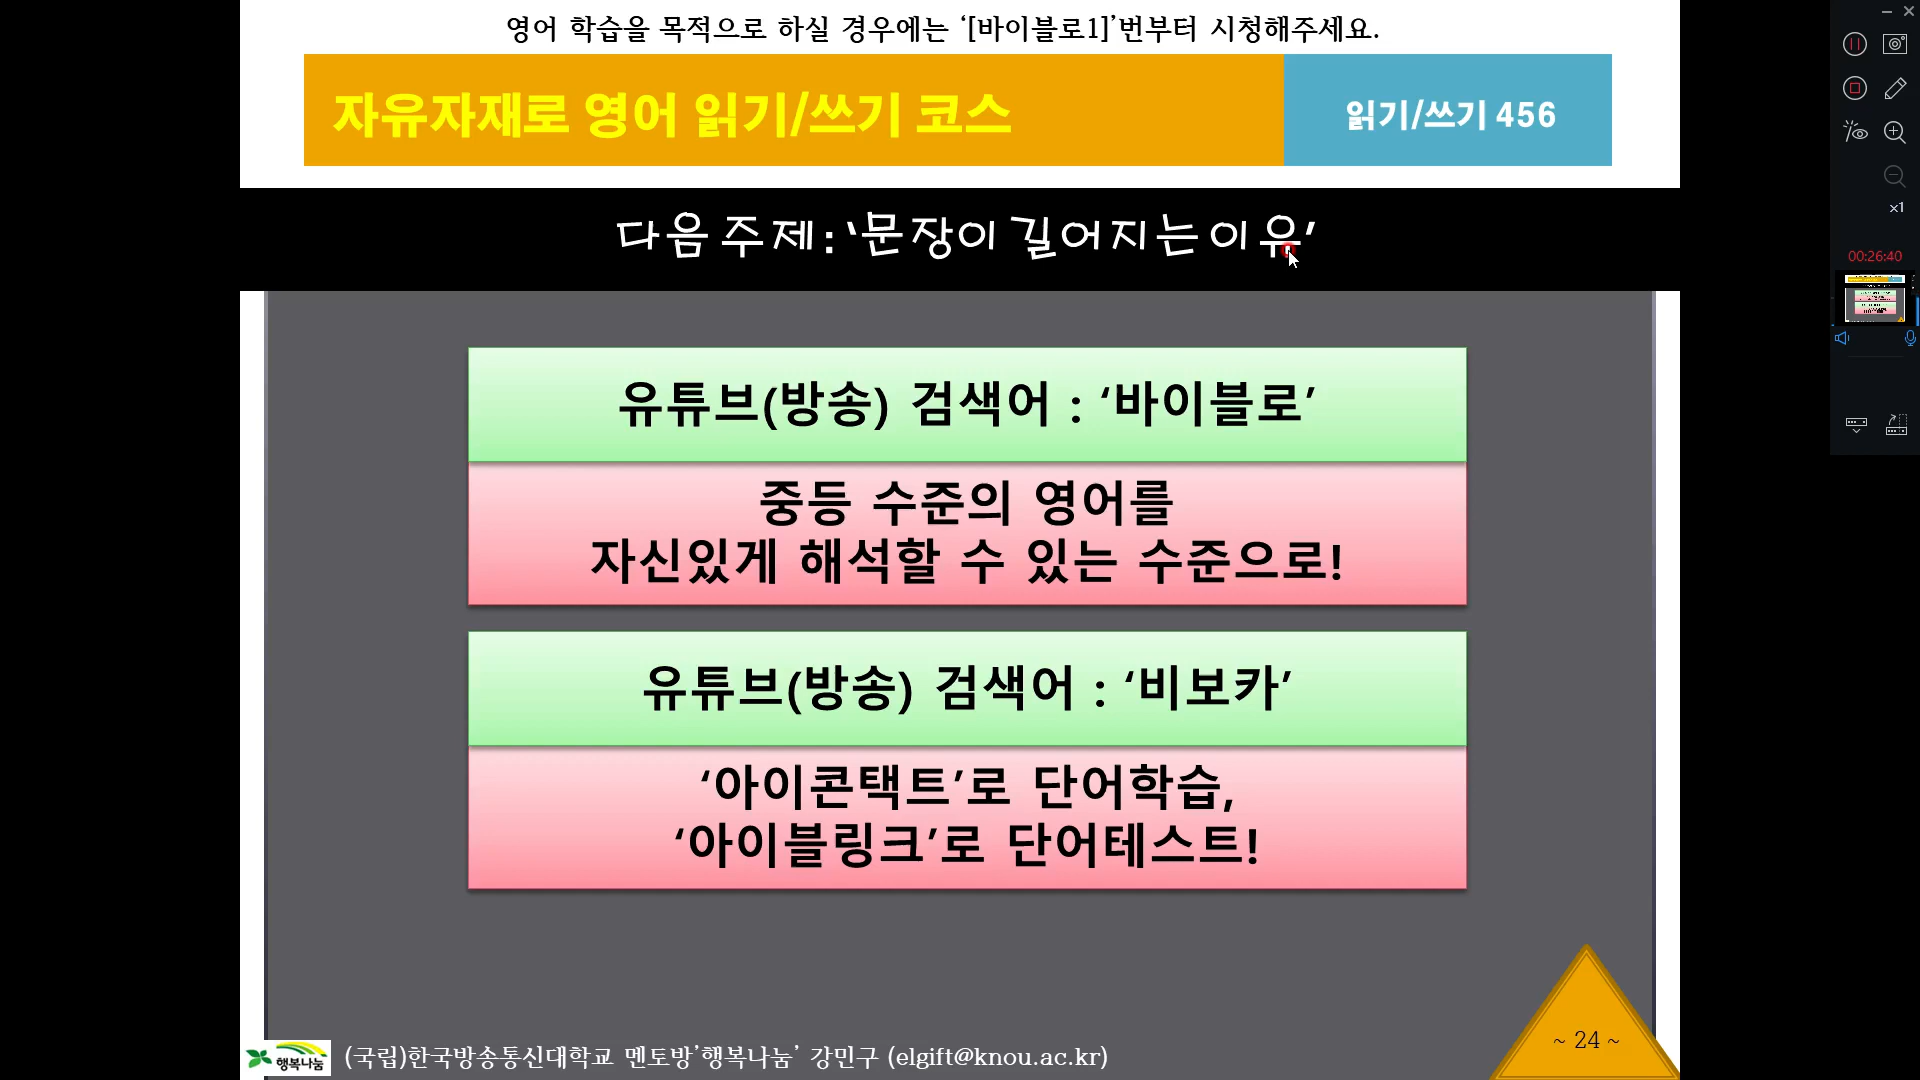 영어 학습을 목적으로 하실 경우에는 ‘[바이블로1]’번부터 시청해주세요.
자유자재로 영어 읽기/쓰기 코스
읽기/쓰기 456
다음 주제 : ‘문장이 길어지는 이유’
유튜브(방송) 검색어 : ‘바이블로’
중등 수준의 영어를
자신있게 해석할 수 있는 수준으로!
유튜브(방송) 검색어 : ‘비보카’
‘아이콘택트’로 단어학습,
‘아이블링크’로 단어테스트!
~ 24 ~
행복나눔
(국립)한국방송통신대학교 멘토방’행복나눔’ 강민구 (elgift@knou.ac.kr)
x1
00:26:40